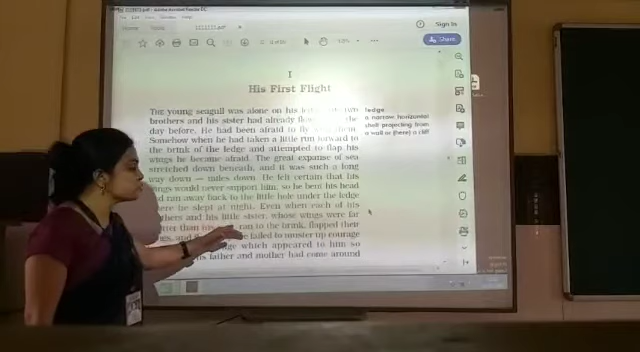 Sign In
Share
I
His First Flight
THE young seagull was alone on his two
brothers and his sister had already the
day before. He had been afraid to fly
Somehow when he had taken a little run forward to
the brink of the ledge and attempted to flap his
wings he became afraid. The great expanse of sea
stretched down beneath, and it was such a long
way down — miles down. He felt certain that his
wings would never support him, so he bent his head
and ran away back to the little hole under the ledge
where he slept at night. Even when each of his
brothers and his little sister, whose wings were far
than ran to the brink, flapped their
and he failed to muster up courage
which appeared to him so
his father and mother had come around
ledge
a narrow horizontal
shelf projecting from
a wall or (here) a cliff